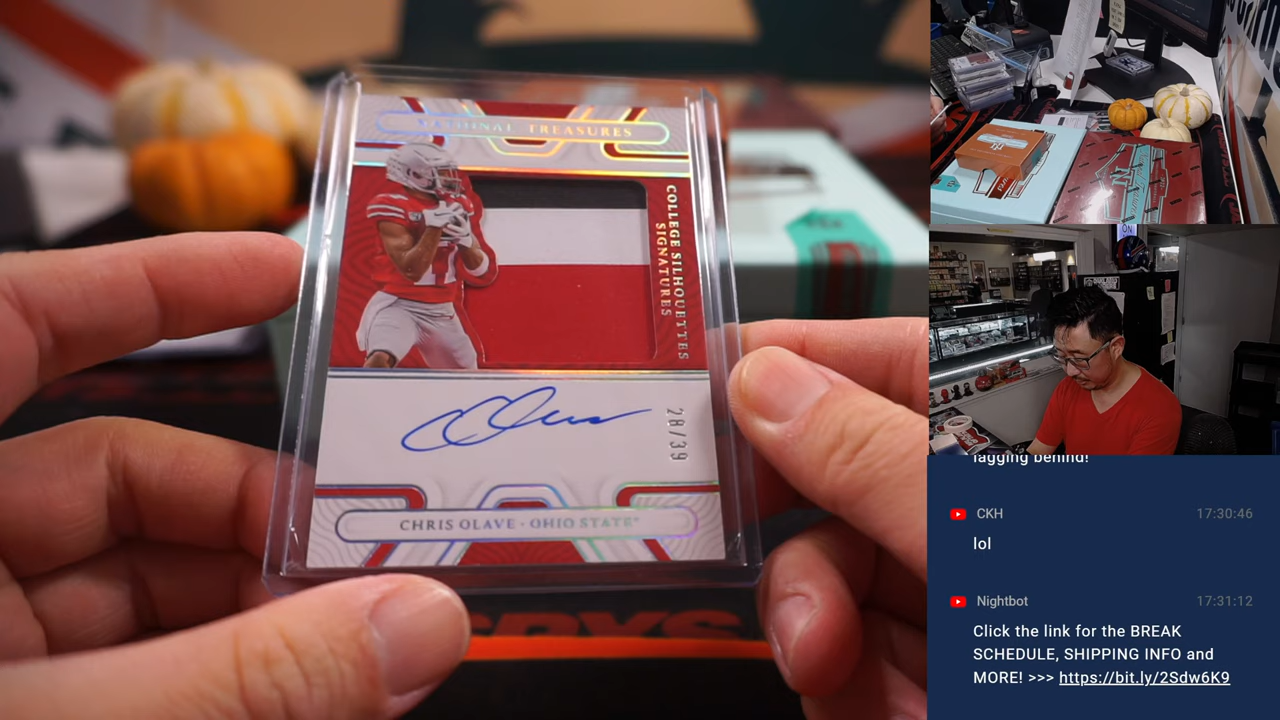 NATIONAL TREASURES
COLLEGE SILHOUETTES
SIGNATURES
28/39
CHRIS OLAVE · OHIO STATE
lagging behind!
CKH 17:30:46
lol
Nightbot 17:31:12
Click the link for the BREAK
SCHEDULE, SHIPPING INFO and
MORE! >>> https://bit.ly/2Sdw6K9
ON